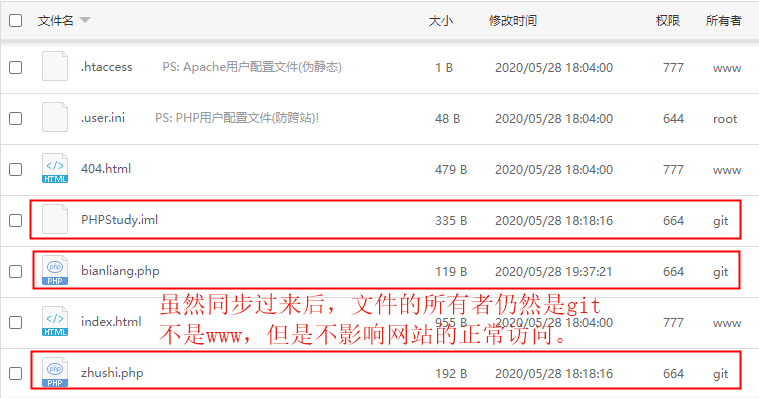 文件名 大小 修改时间 权限 所有者
.htaccess PS: Apache用户配置文件(伪静态) 1 B 2020/05/28 18:04:00 777 www
.user.ini PS: PHP用户配置文件(防跨站)! 48 B 2020/05/28 18:04:00 644 root
</> HTML 404.html 479 B 2020/05/28 18:04:00 777 www
PHPStudy.iml 335 B 2020/05/28 18:18:16 664 git
php PHP bianliang.php 119 B 2020/05/28 19:37:21 664 git
虽然同步过来后，文件的所有者仍然是git
</> HTML index.html 955 B 2020/05/28 18:04:00 777 www
不是www，但是不影响网站的正常访问。
php PHP zhushi.php 192 B 2020/05/28 18:18:16 664 git